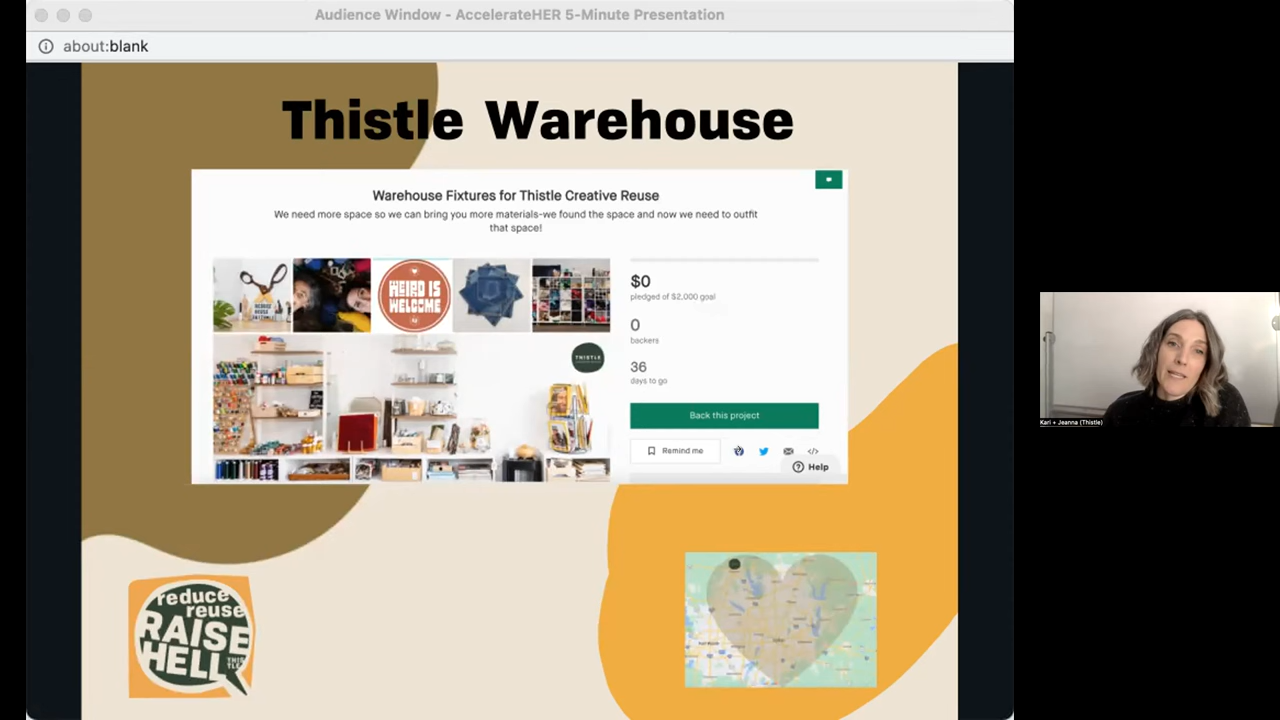 Audience Window - AccelerateHER 5-Minute Presentation
about:blank
Thistle Warehouse
Warehouse Fixtures for Thistle Creative Reuse
We need more space so we can bring you more materials-we found the space and now we need to outfit
that space!
WEIRD IS
WELCOME
THISTLE
$0
pledged of $2,000 goal
0
backers
36
days to go
Back this project
Remind me
Help
reduce
reuse
RAISE
HELL
THIS
TLE
Kari + Jeanna (Thistle)